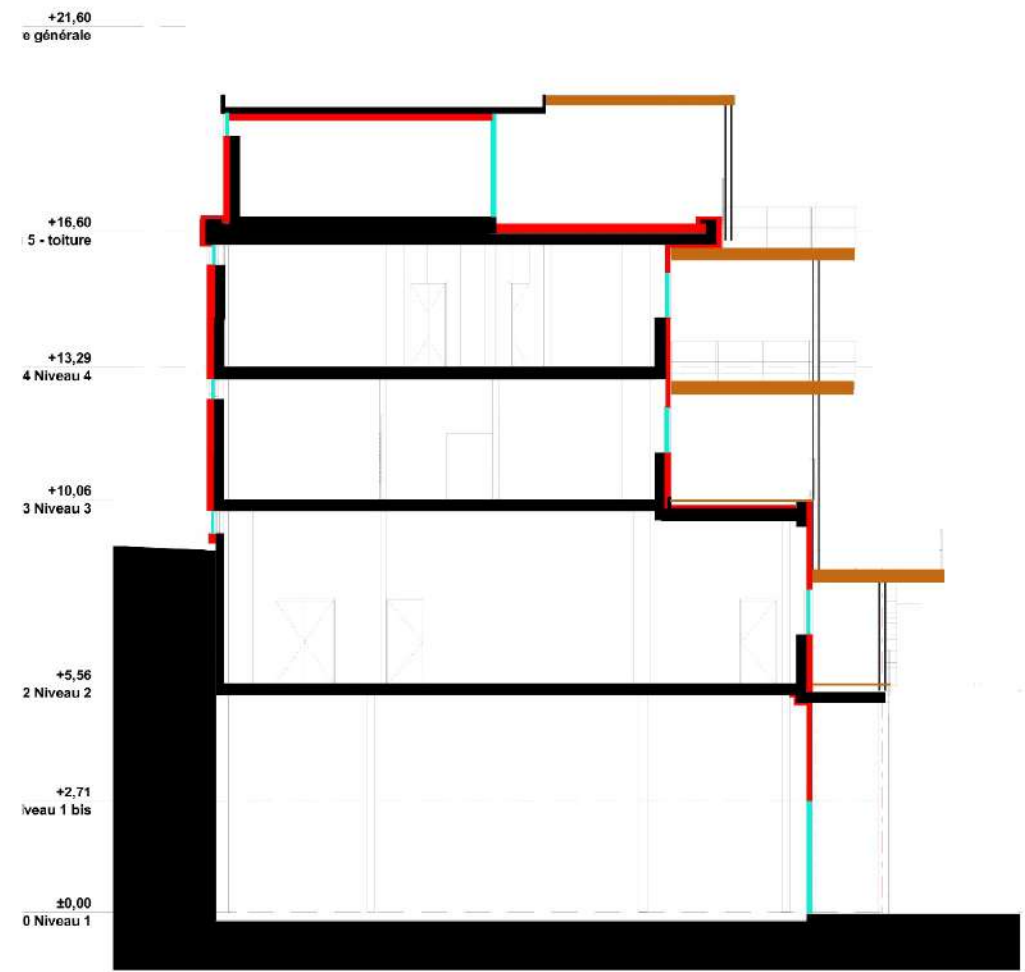 +21,60
e générale
+16,60
5 - toiture
+13,29
4 Niveau 4
+10,06
3 Niveau 3
+5,56
2 Niveau 2
+2,71
iveau 1 bis
±0,00
0 Niveau 1